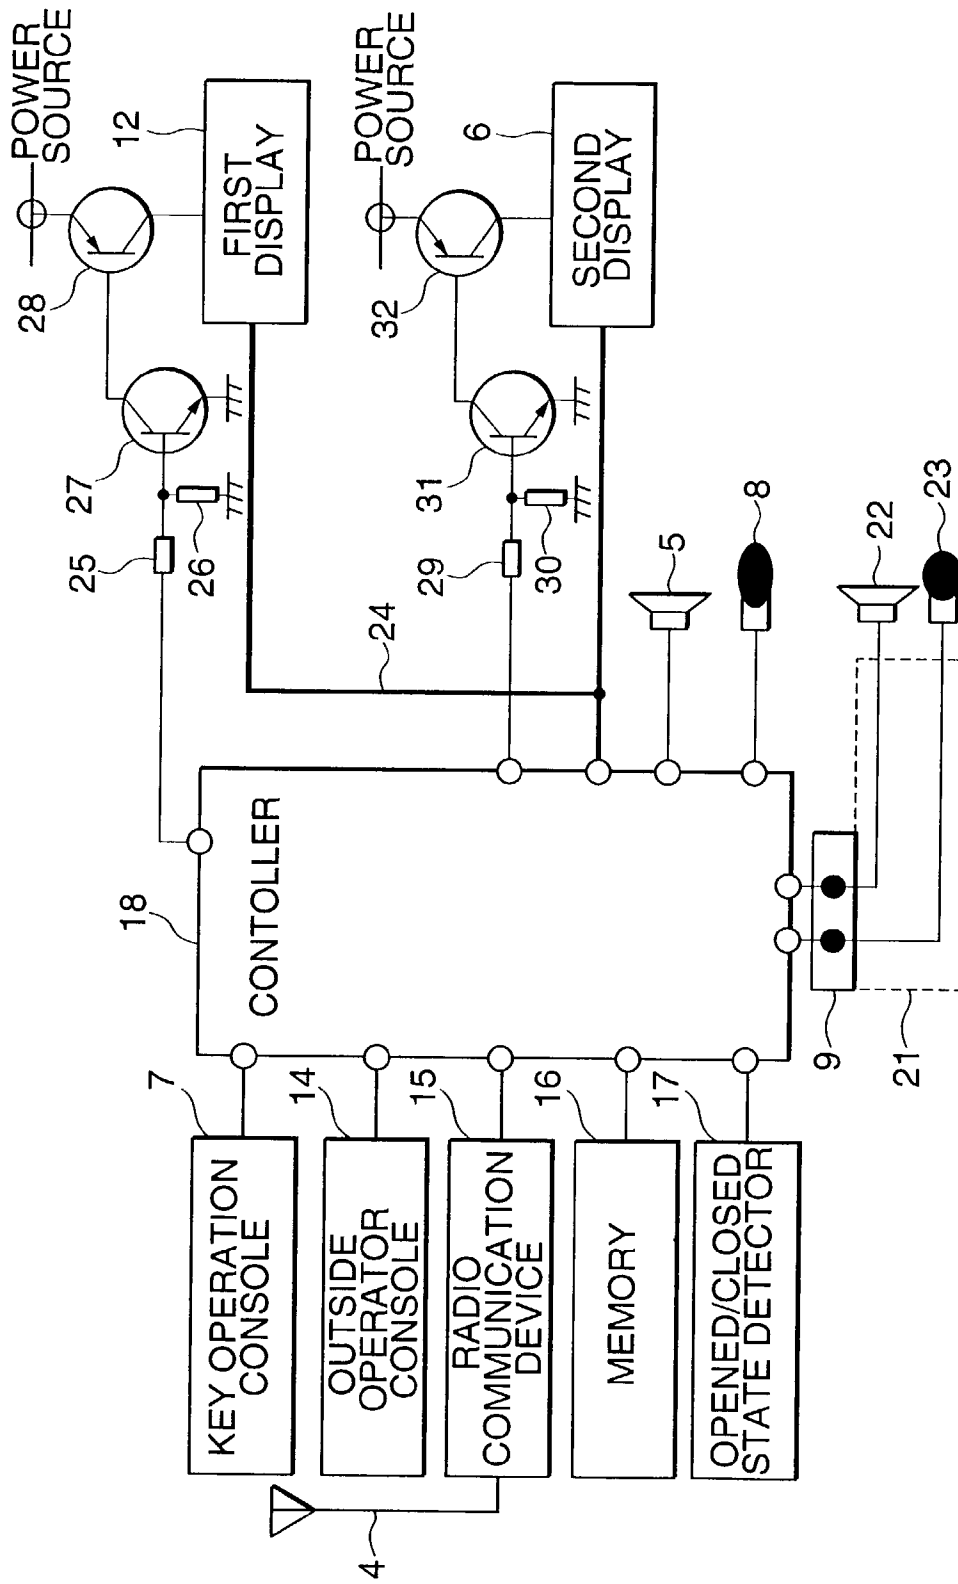 POWER
SOURCE
12
FIRST
DISPLAY
28
27
25
26
POWER
SOURCE
6
SECOND
DISPLAY
32
31
29
30
24
5
8
22
23
18
CONTOLLER
9
21
7
KEY OPERATION
CONSOLE
14
OUTSIDE
OPERATOR
CONSOLE
15
RADIO
COMMUNICATION
DEVICE
16
MEMORY
17
OPENED/CLOSED
STATE DETECTOR
4